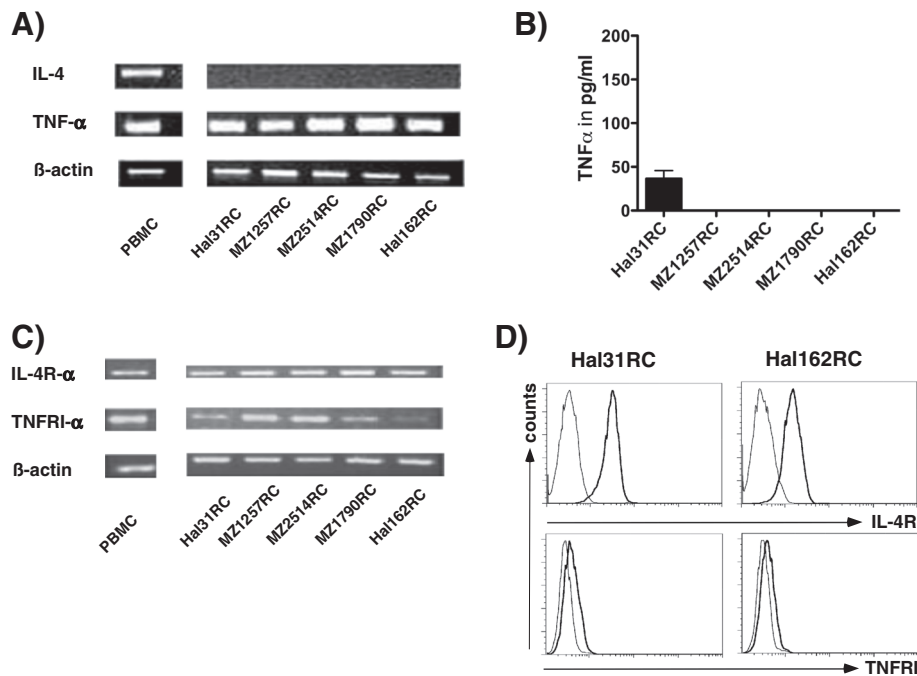 A)
IL-4
TNF-α
ß-actin
PBMC
Hal31RC
MZ1257RC
MZ2514RC
MZ1790RC
Hal162RC
B)
TNFα in pg/ml
200
150
100
50
0
Hal31RC
MZ1257RC
MZ2514RC
MZ1790RC
Hal162RC
C)
IL-4R-α
TNFRI-α
ß-actin
PBMC
Hal31RC
MZ1257RC
MZ2514RC
MZ1790RC
Hal162RC
D)
Hal31RC
Hal162RC
counts
IL-4R
TNFRI